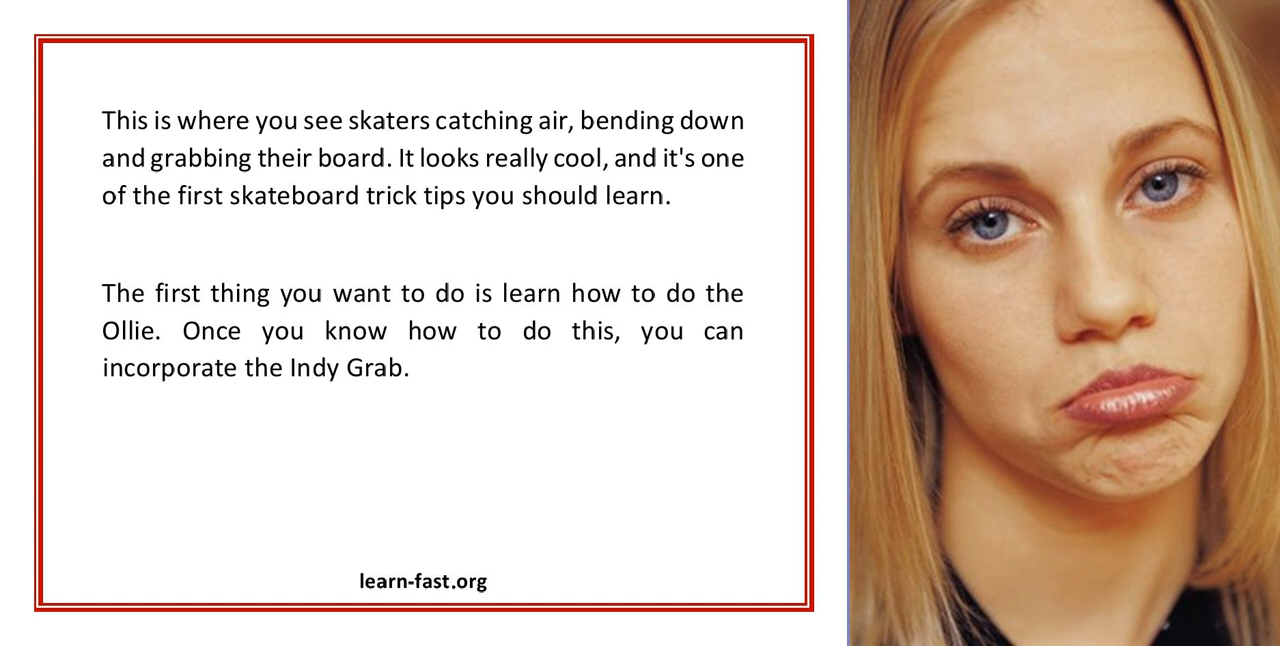 This is where you see skaters catching air, bending down
and grabbing their board. It looks really cool, and it's one
of the first skateboard trick tips you should learn.
The first thing you want to do is learn how to do the
Ollie. Once you know how to do this, you can
incorporate the Indy Grab.
learn-fast.org